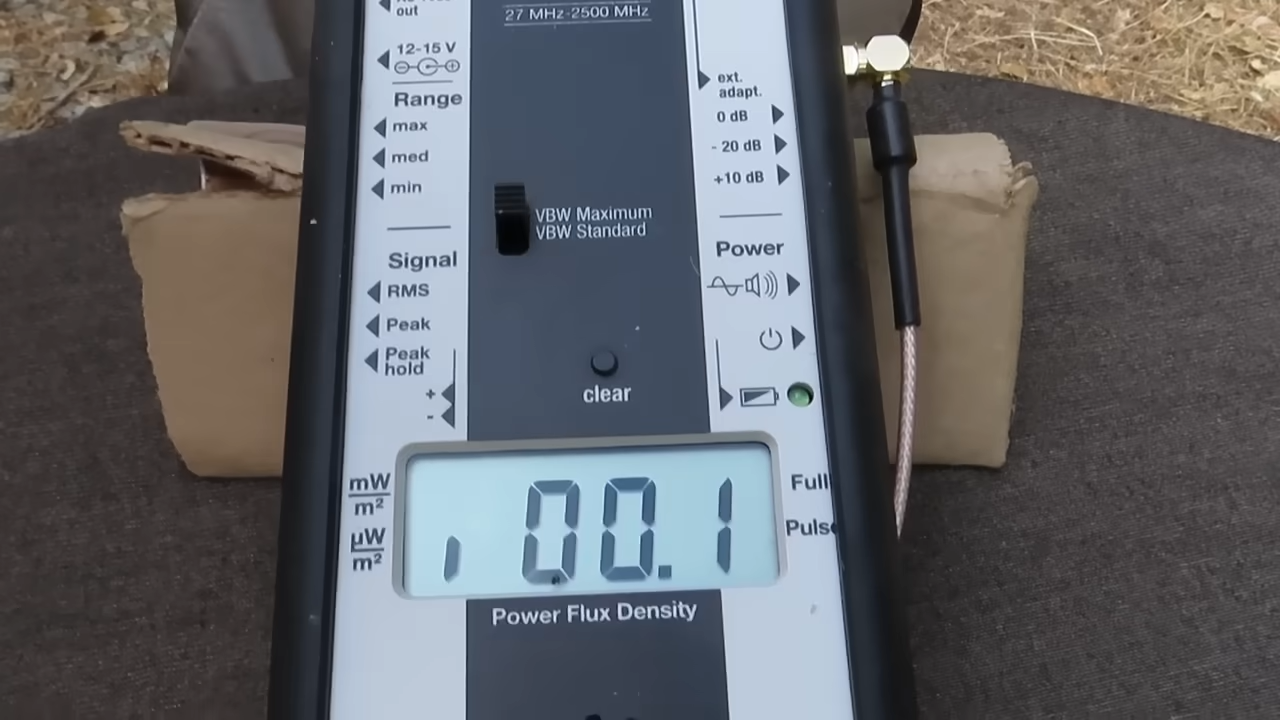 out
27 MHz-2500 MHz
12-15 V
Range
max
med
min
ext.
adapt.
0 dB
- 20 dB
+10 dB
VBW Maximum
VBW Standard
Signal
RMS
Peak
Peak
hold
+
-
Power
clear
mW
m²
µW
m²
00.1
Full
Puls
Power Flux Density